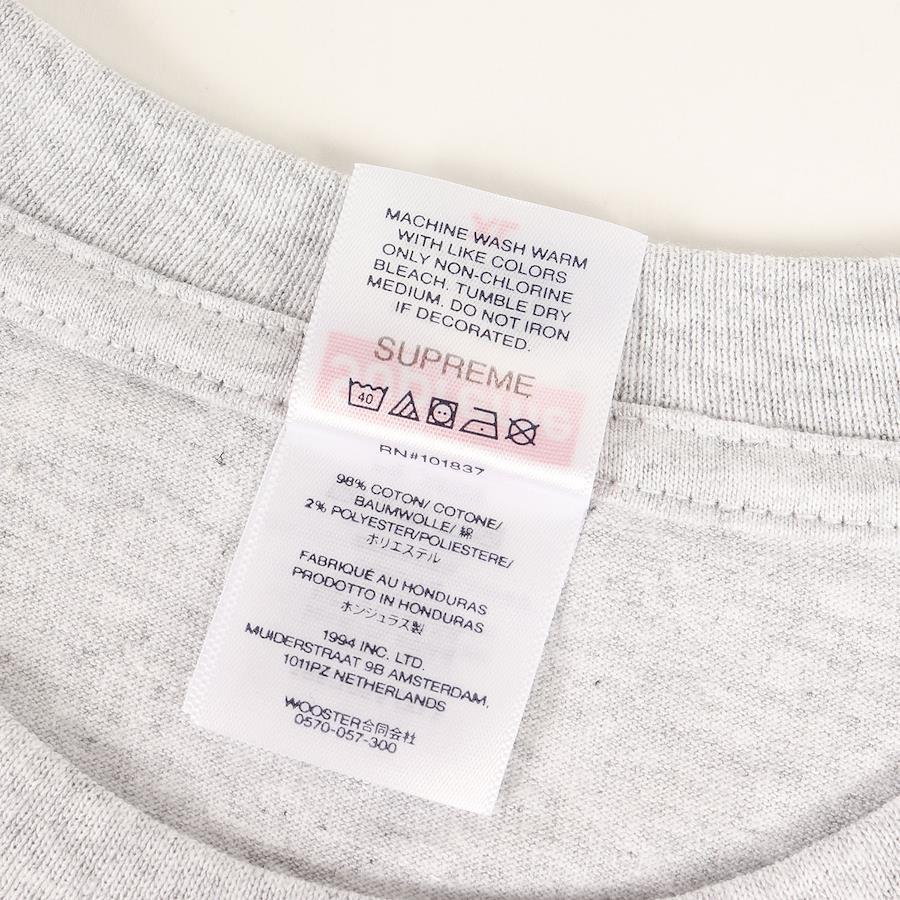 MACHINE WASH WARM
WITH LIKE COLORS
ONLY NON-CHLORINE
BLEACH. TUMBLE DRY
MEDIUM. DO NOT IRON
IF DECORATED.
SUPREME
40
RN#101837
98% COTON/ COTONE/
BAUMWOLLE/ 綿
2% POLYESTER/POLIESTERE/
ポリエステル
FABRIQUÉ AU HONDURAS
PRODOTTO IN HONDURAS
ホンジュラス製
1994 INC. LTD.
MUIDERSTRAAT 9B AMSTERDAM,
1011PZ NETHERLANDS
WOOSTER合同会社
0570-057-300